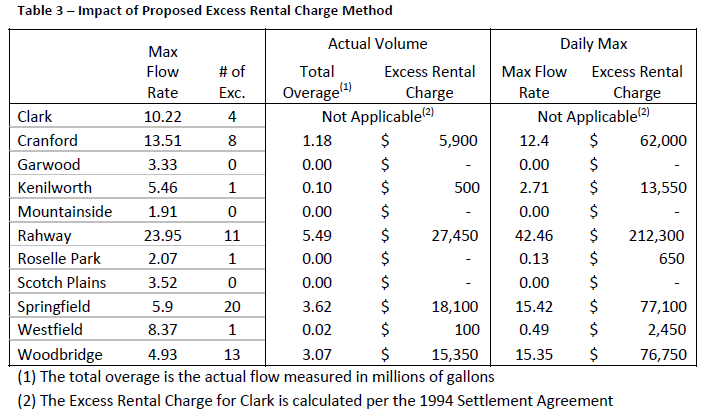 Table 3 – Impact of Proposed Excess Rental Charge Method
Actual Volume Daily Max
Max Flow Rate # of Exc. Total Overage(1) Excess Rental Charge Max Flow Rate Excess Rental Charge
Clark 10.22 4 Not Applicable(2) Not Applicable(2)
Cranford 13.51 8 1.18 $ 5,900 12.4 $ 62,000
Garwood 3.33 0 0.00 $ - 0.00 $ -
Kenilworth 5.46 1 0.10 $ 500 2.71 $ 13,550
Mountainside 1.91 0 0.00 $ - 0.00 $ -
Rahway 23.95 11 5.49 $ 27,450 42.46 $ 212,300
Roselle Park 2.07 1 0.00 $ - 0.13 $ 650
Scotch Plains 3.52 0 0.00 $ - 0.00 $ -
Springfield 5.9 20 3.62 $ 18,100 15.42 $ 77,100
Westfield 8.37 1 0.02 $ 100 0.49 $ 2,450
Woodbridge 4.93 13 3.07 $ 15,350 15.35 $ 76,750
(1) The total overage is the actual flow measured in millions of gallons
(2) The Excess Rental Charge for Clark is calculated per the 1994 Settlement Agreement